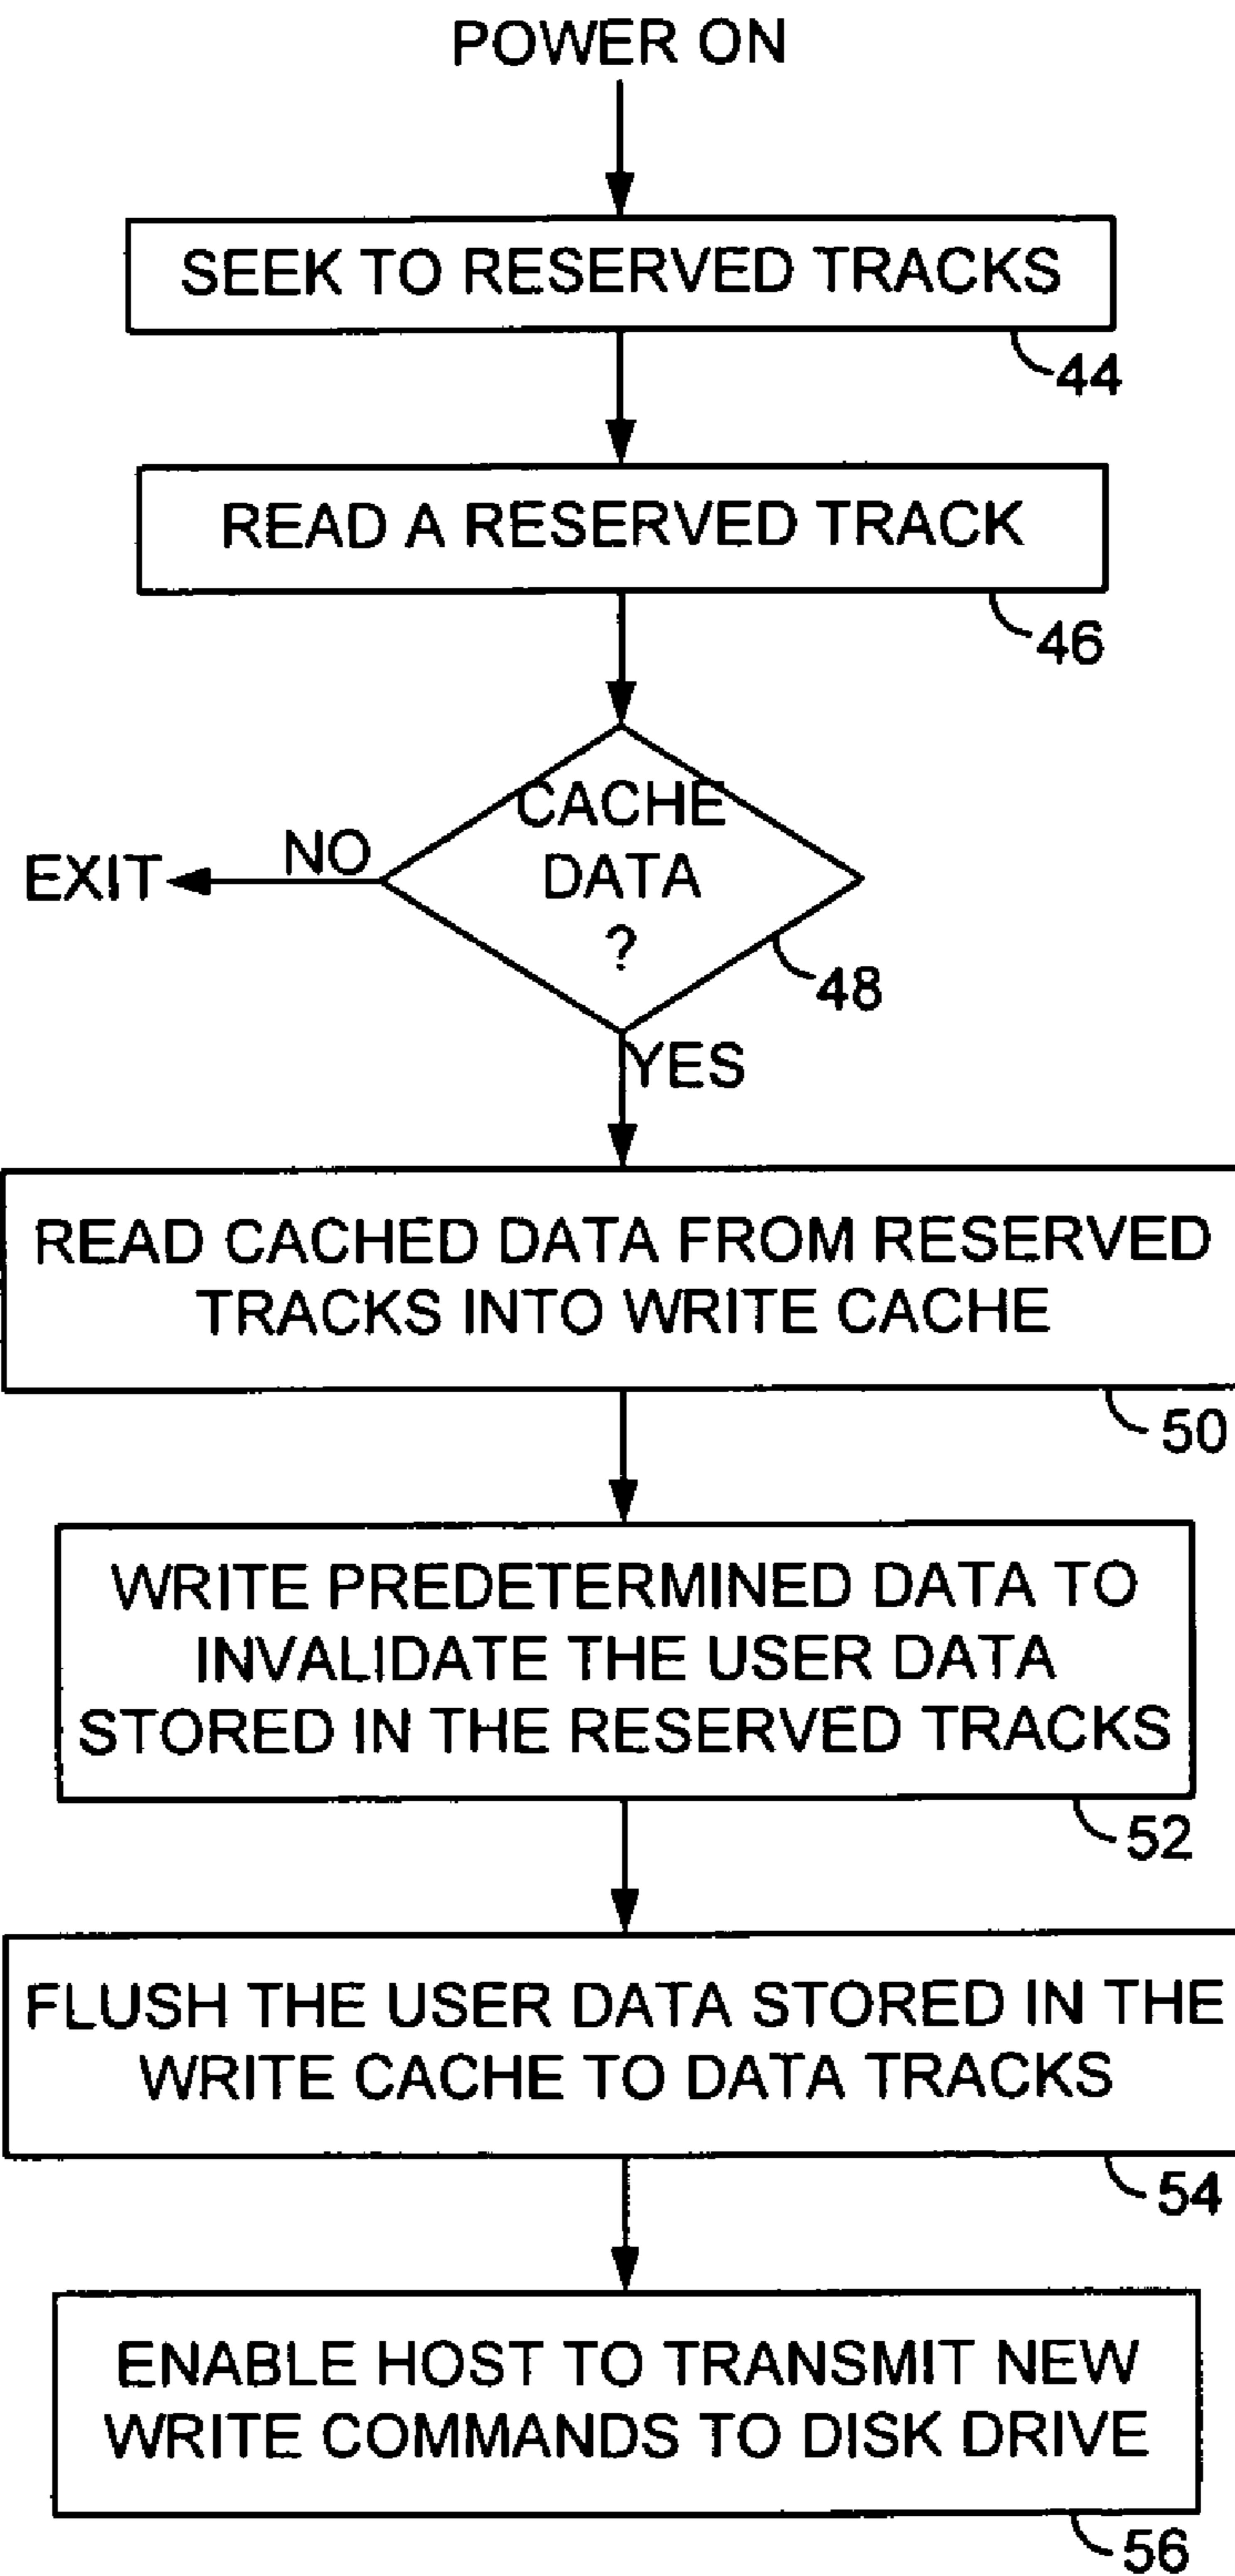 POWER ON
SEEK TO RESERVED TRACKS
44
READ A RESERVED TRACK
46
CACHE
DATA
?
NO
EXIT
48
YES
READ CACHED DATA FROM RESERVED
TRACKS INTO WRITE CACHE
50
WRITE PREDETERMINED DATA TO
INVALIDATE THE USER DATA
STORED IN THE RESERVED TRACKS
52
FLUSH THE USER DATA STORED IN THE
WRITE CACHE TO DATA TRACKS
54
ENABLE HOST TO TRANSMIT NEW
WRITE COMMANDS TO DISK DRIVE
56